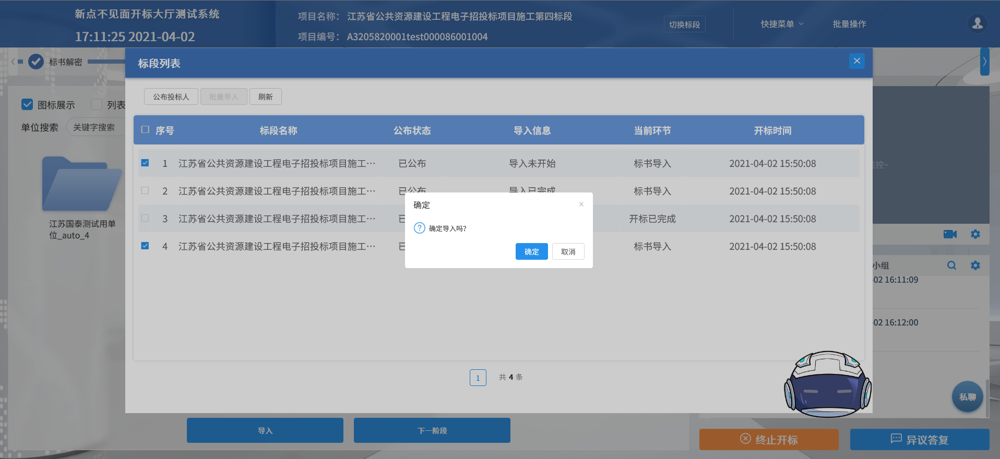 新点不见面开标大厅测试系统
17:11:25 2021-04-02
项目名称： 江苏省公共资源建设工程电子招投标项目施工第四标段
项目编号： A3205820001test000086001004
切换标段
快捷菜单
批量操作
标书解密
标段列表
公布投标人 批量导入 刷新
图标展示 列表
单位搜索 关键字搜索
江苏国泰测试用单
位_auto_4
序号 标段名称 公布状态 导入信息 当前环节 开标时间
1 江苏省公共资源建设工程电子招投标项目施工… 已公布 导入未开始 标书导入 2021-04-02 15:50:08
2 江苏省公共资源建设工程电子招投标项目施工… 已公布 导入已完成 标书导入 2021-04-02 15:50:08
3 江苏省公共资源建设工程电子招投标项目施工… 已 开标已完成 2021-04-02 15:50:08
4 江苏省公共资源建设工程电子招投标项目施工… 已 标书导入 2021-04-02 15:50:08
确定
确定导入吗?
确定 取消
1 共 4 条
控~
小组
02 16:11:09
02 16:12:00
私聊
导入 下一阶段
终止开标 异议答复